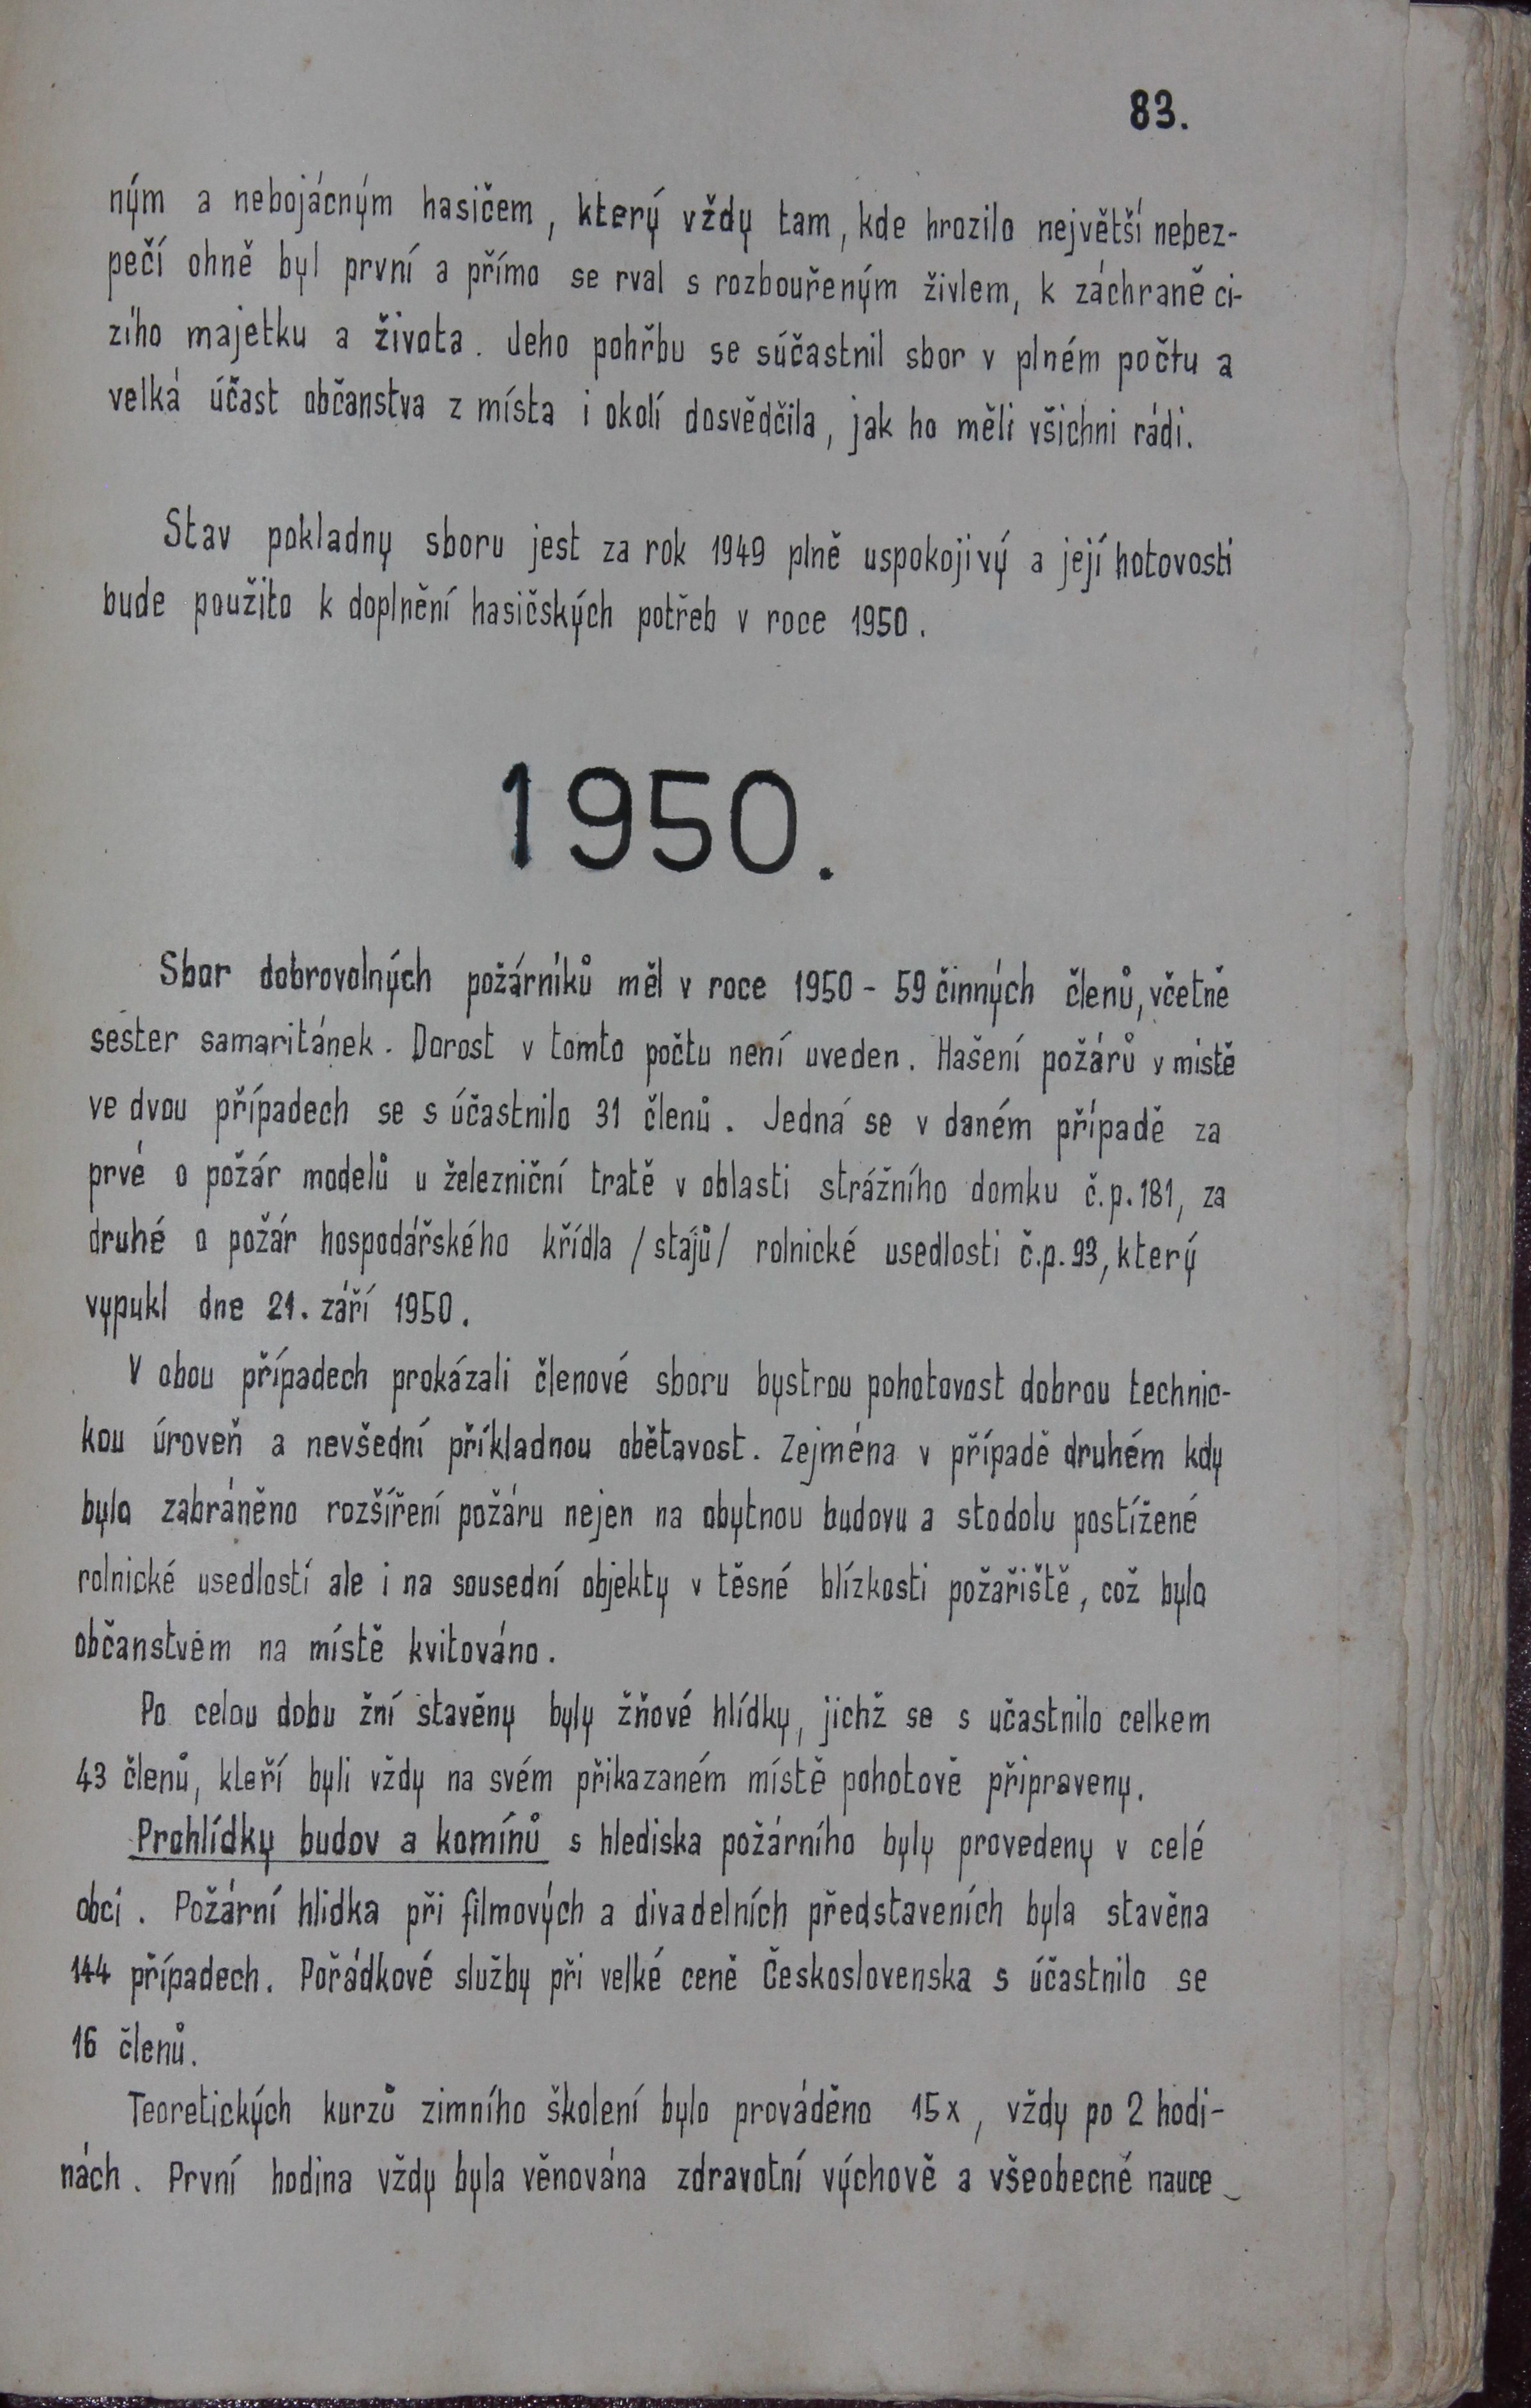 83.
ným a nebojácným hasičem, který vždy tam, kde hrozilo největší nebez-
pečí ohně byl první a přímo se rval s rozbouřeným živlem, k záchraně ci-
zího majetku a života. Jeho pohřbu se súčastnil sbor v plném počtu a
velká účast občanstva z místa i okolí dosvědčila, jak ho měli všichni rádi.
Stav pokladny sboru jest za rok 1949 plně uspokojivý a její hotovosti
bude použito k doplnění hasičských potřeb v roce 1950.
1950.
Sbor dobrovolných požárníků měl v roce 1950 - 59 činných členů, včetně
sester samaritánek. Dorost v tomto počtu není uveden. Hašení požárů v místě
ve dvou případech se s účastnilo 31 členů. Jedná se v daném případě za
prvé o požár modelů u železniční tratě v oblasti strážního domku č.p. 181, za
druhé o požár hospodářského křídla /stájů/ rolnické usedlosti č.p. 93, který
vypukl dne 21. září 1950.
V obou případech prokázali členové sboru bystrou pohotovost dobrou technic-
kou úroveň a nevšední příkladnou obětavost. Zejména v případě druhém kdy
bylo zabráněno rozšíření požáru nejen na obytnou budovu a stodolu postížené
rolnické usedlostí ale i na sousední objekty v těsné blízkosti požařiště, což bylo
občanstvem na místě kvitováno.
Po celou dobu žní stavěny byly žňové hlídky, jichž se s učastnilo celkem
43 členů, kteří byli vždy na svém přikazaném místě pohotově připraveny.
Prohlídky budov a komínů s hlediska požárního byly provedeny v celé
obci. Požární hlidka při filmových a divadelních představeních byla stavěna
144 případech. Pořádkové služby při velké ceně Československa s účastnilo se
16 členů.
Teoretických kurzů zimního školení bylo prováděno 15x, vždy po 2 hodi-
nách. První hodina vždy byla věnována zdravotní výchově a všeobecné nauce